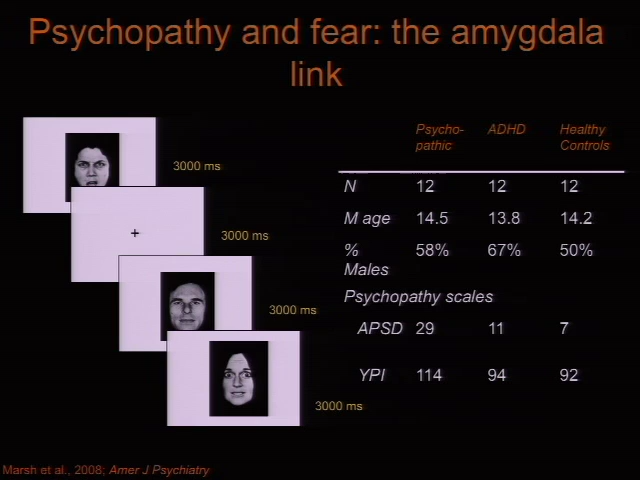 Psychopathy and fear: the amygdala
link
Psycho-
pathic
ADHD
Healthy
Controls
3000 ms
N 12 12 12
M age 14.5 13.8 14.2
+
3000 ms
% 58% 67% 50%
Males
Psychopathy scales
3000 ms
APSD 29 11 7
YPI 114 94 92
3000 ms
Marsh et al., 2008; Amer J Psychiatry